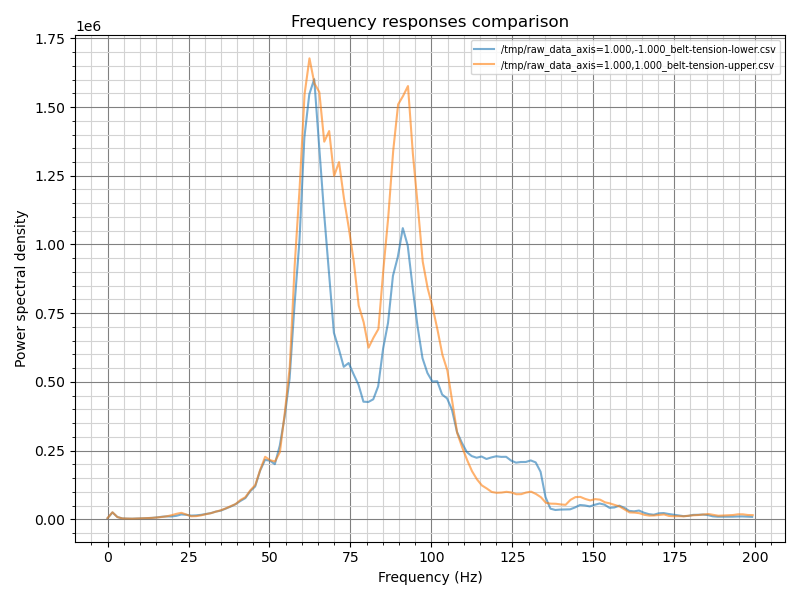 Frequency responses comparison
1e6
/tmp/raw_data_axis=1.000,-1.000_belt-tension-lower.csv
/tmp/raw_data_axis=1.000,1.000_belt-tension-upper.csv
1.75
1.50
1.25
1.00
0.75
0.50
0.25
0.00
Power spectral density
0 25 50 75 100 125 150 175 200
Frequency (Hz)